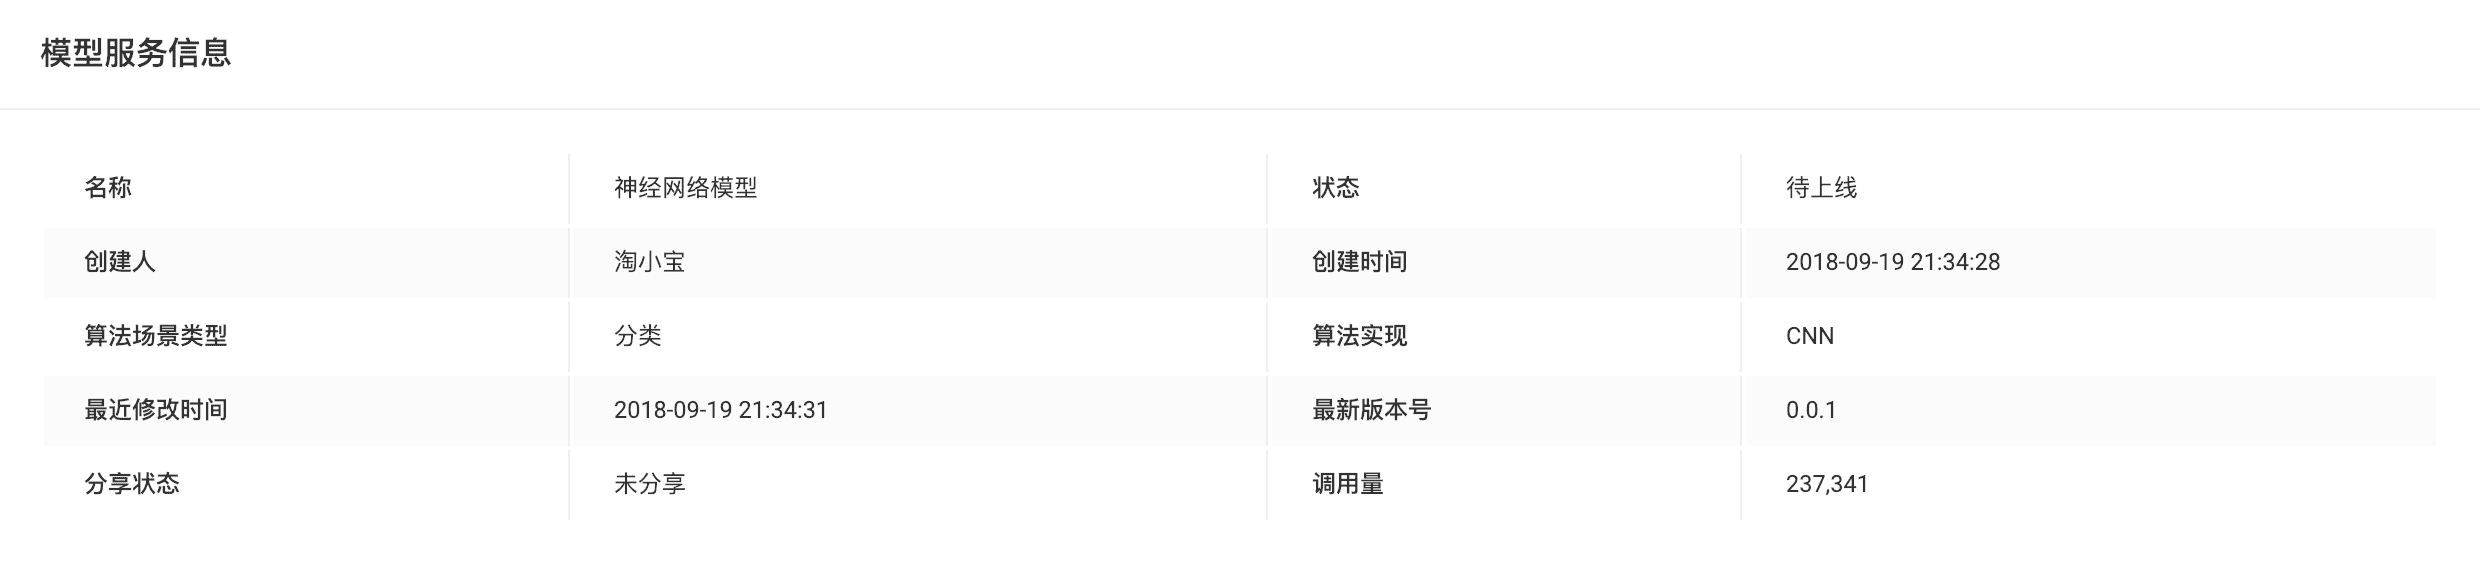 模型服务信息
名称 神经网络模型 状态 待上线
创建人 淘小宝 创建时间 2018-09-19 21:34:28
算法场景类型 分类 算法实现 CNN
最近修改时间 2018-09-19 21:34:31 最新版本号 0.0.1
分享状态 未分享 调用量 237,341